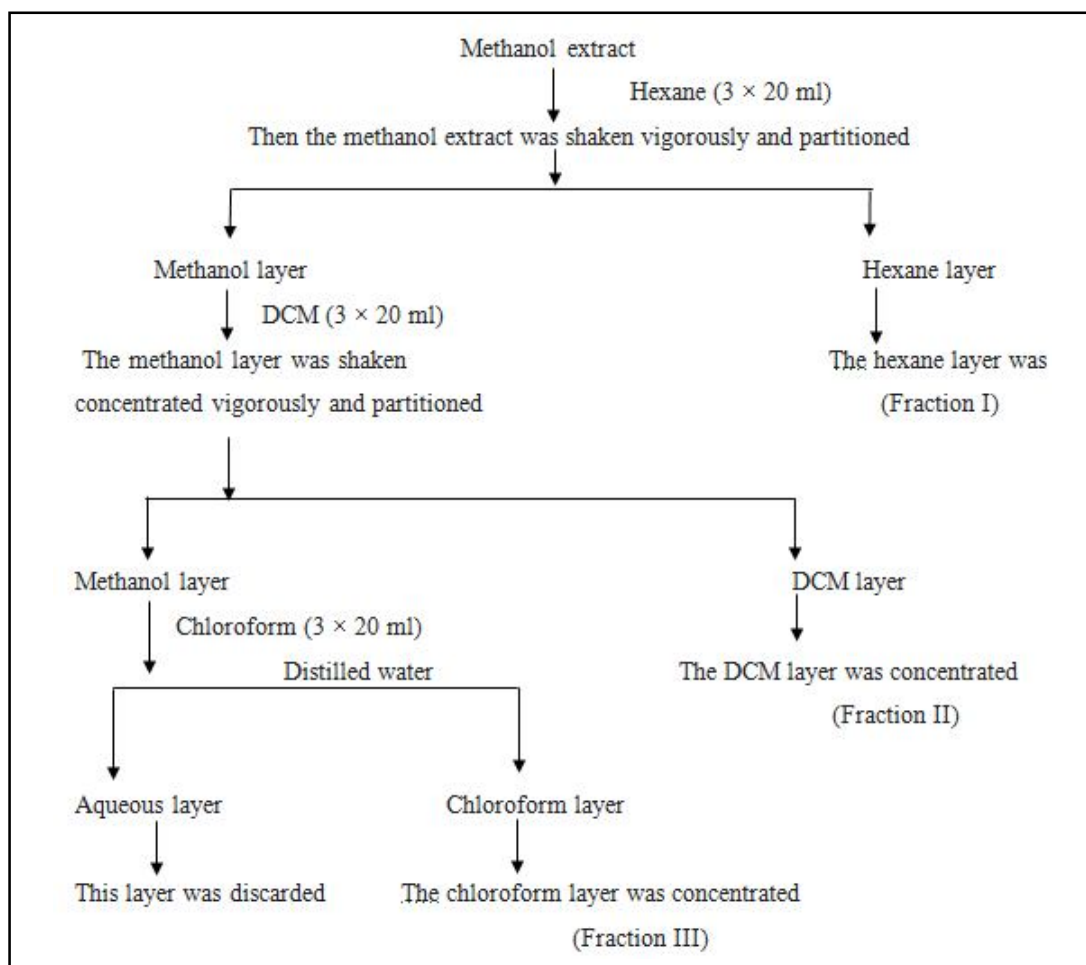 Methanol extract
Hexane (3 × 20 ml)
Then the methanol extract was shaken vigorously and partitioned
Methanol layer
Hexane layer
DCM (3 × 20 ml)
The methanol layer was shaken
The hexane layer was
concentrated vigorously and partitioned
(Fraction I)
Methanol layer
DCM layer
Chloroform (3 × 20 ml)
Distilled water
The DCM layer was concentrated
(Fraction II)
Aqueous layer
Chloroform layer
This layer was discarded
The chloroform layer was concentrated
(Fraction III)